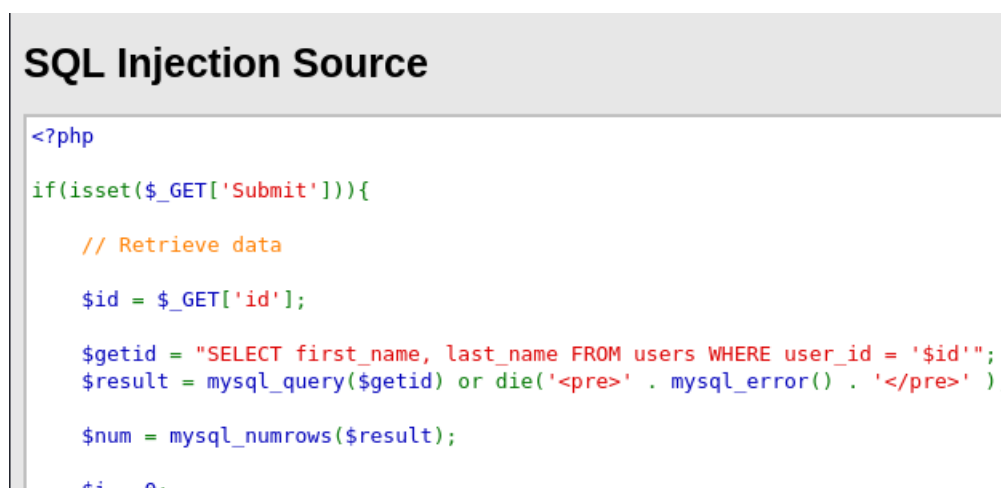 SQL Injection Source
<?php
if(isset($_GET['Submit'])){
// Retrieve data
$id = $_GET['id'];
$getid = "SELECT first_name, last_name FROM users WHERE user_id = '$id'";
$result = mysql_query($getid) or die('<pre>' . mysql_error() . '</pre>' )
$num = mysql_numrows($result);